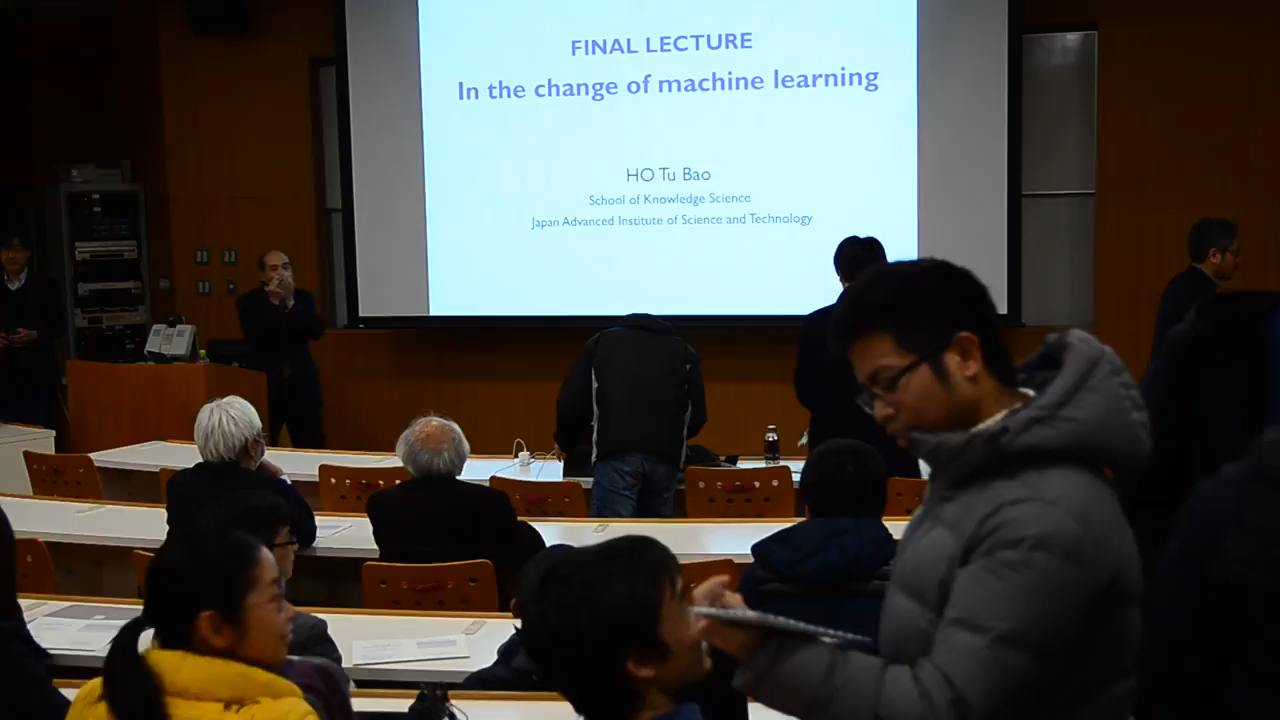 FINAL LECTURE
In the change of machine learning
HO Tu Bao
School of Knowledge Science
Japan Advanced Institute of Science and Technology